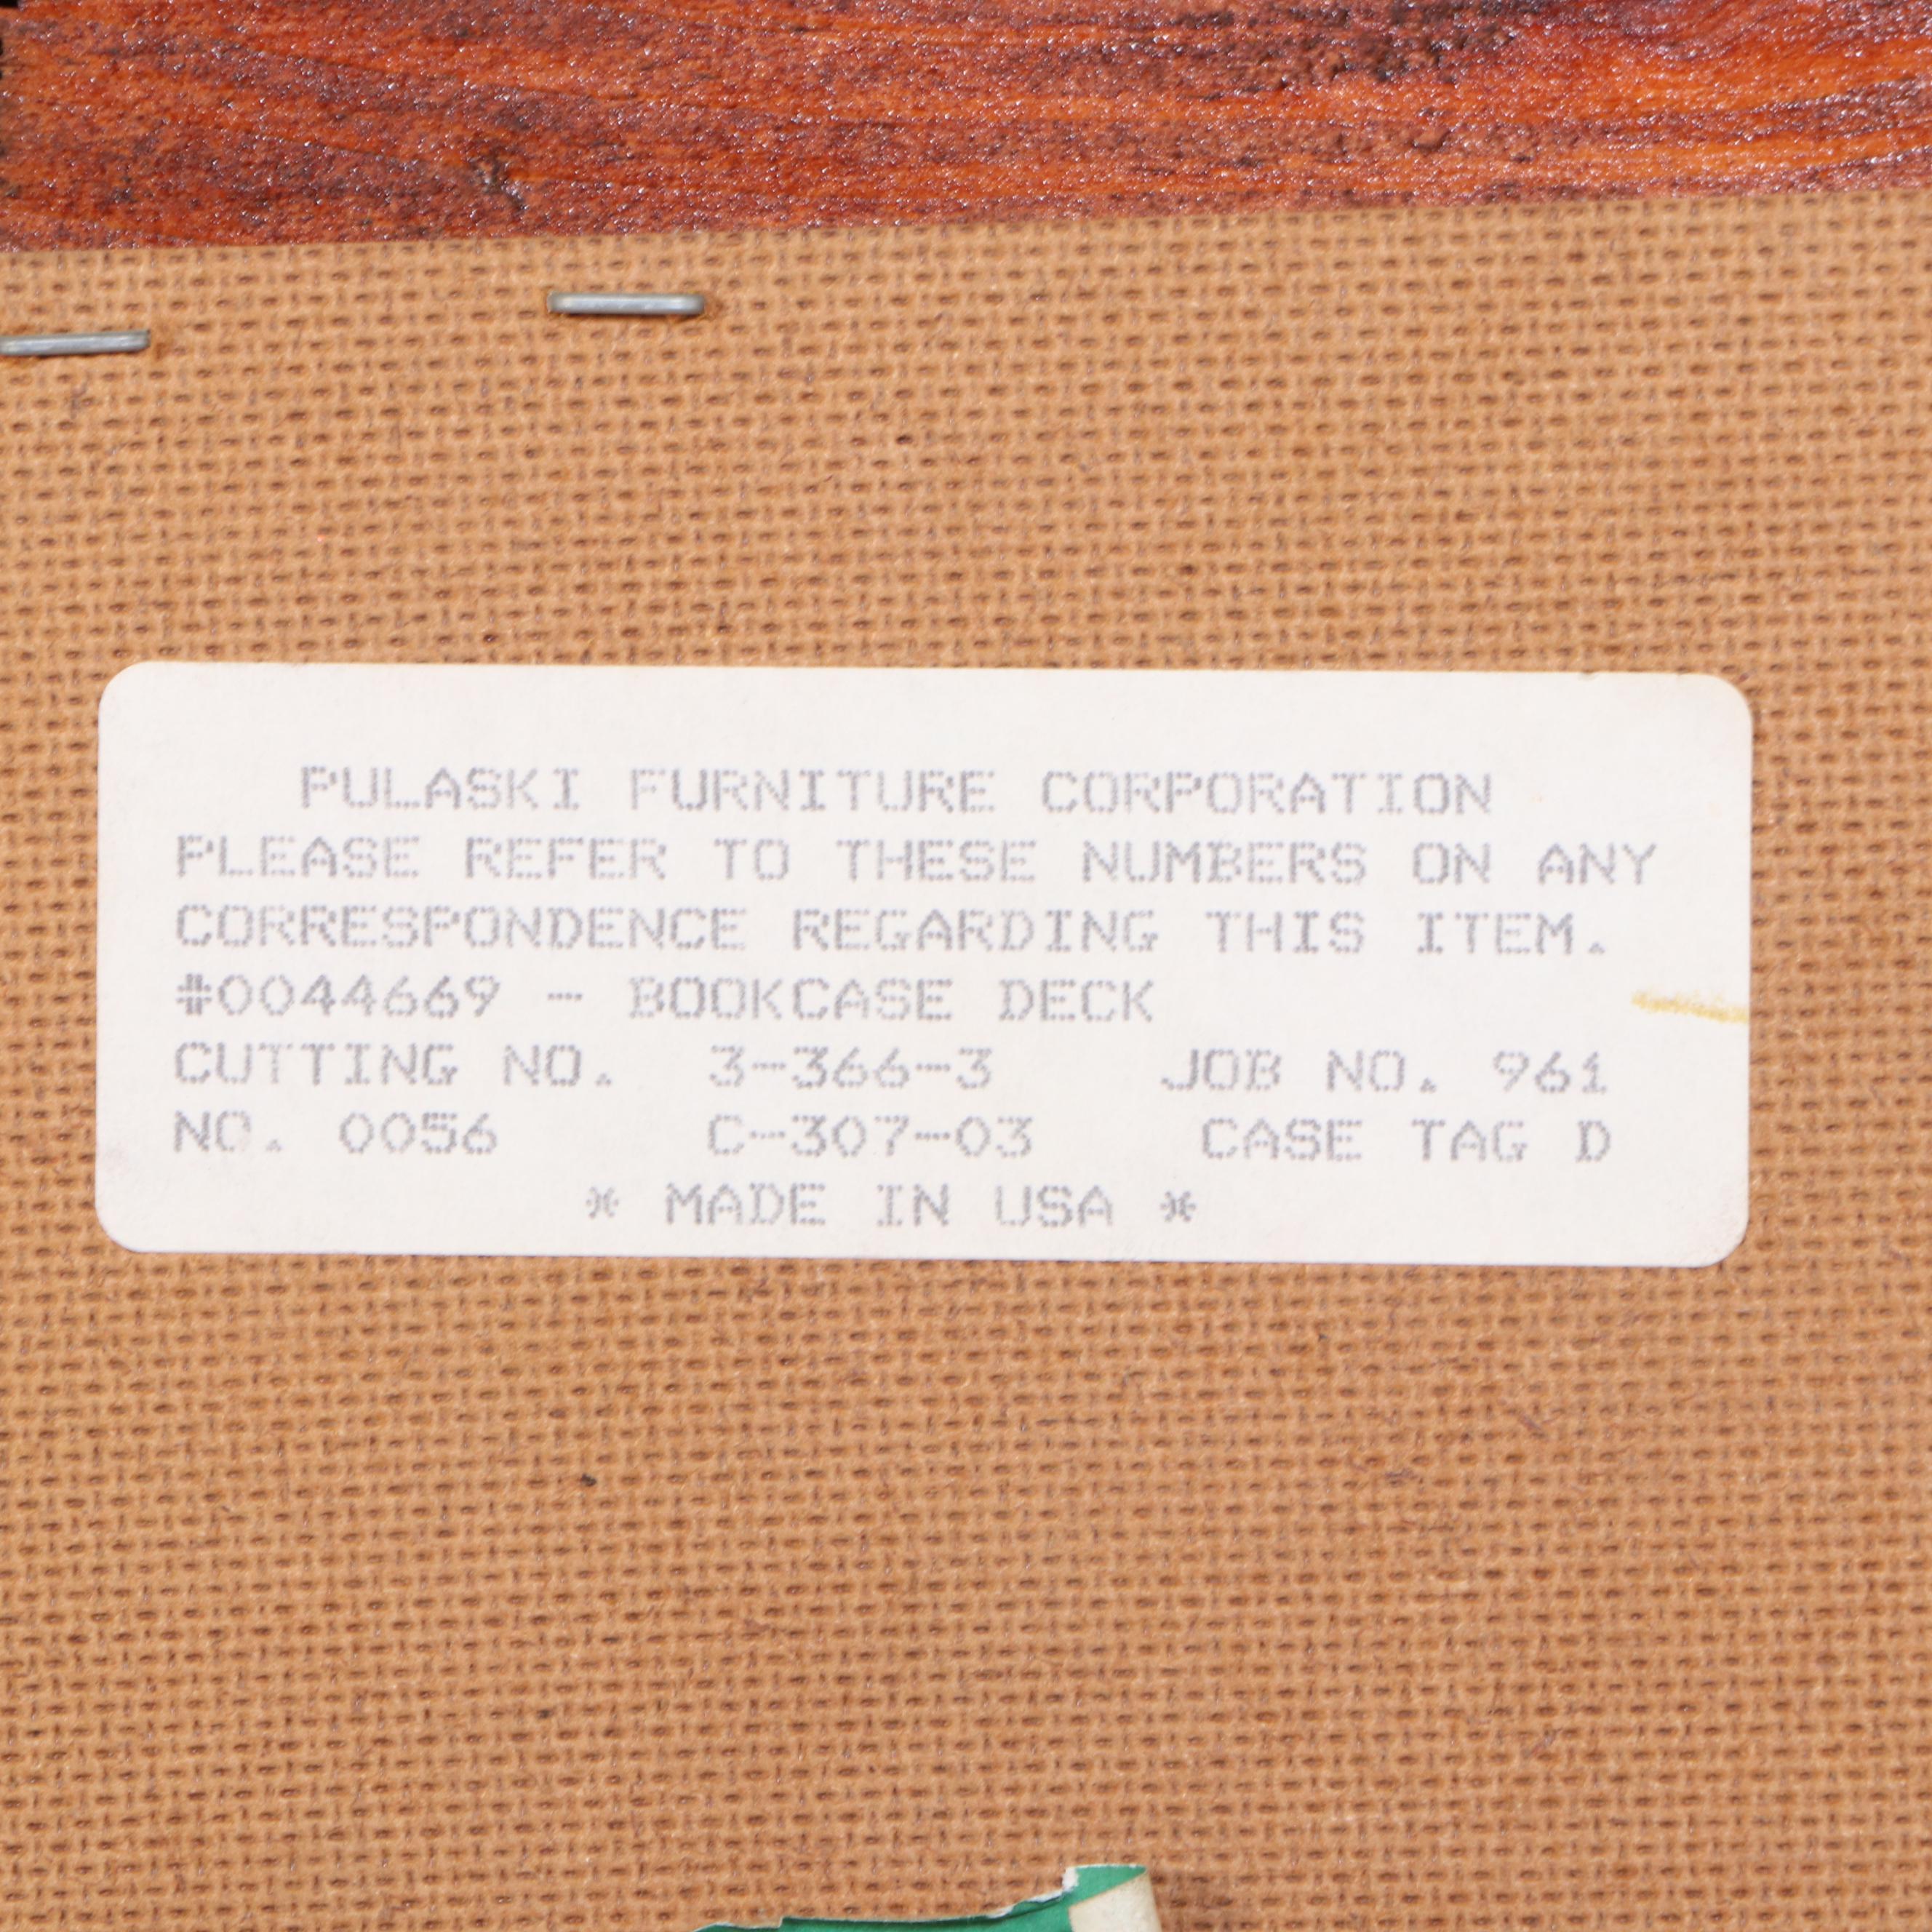 PULASKI FURNITURE CORPORATION
PLEASE REFER TO THESE NUMBERS ON ANY
CORRESPONDENCE REGARDING THIS ITEM.
#0044669 - BOOKCASE DECK
CUTTING NO. 3-366-3 JOB NO. 961
NO. 0056 C-307-03 CASE TAG D
* MADE IN USA *